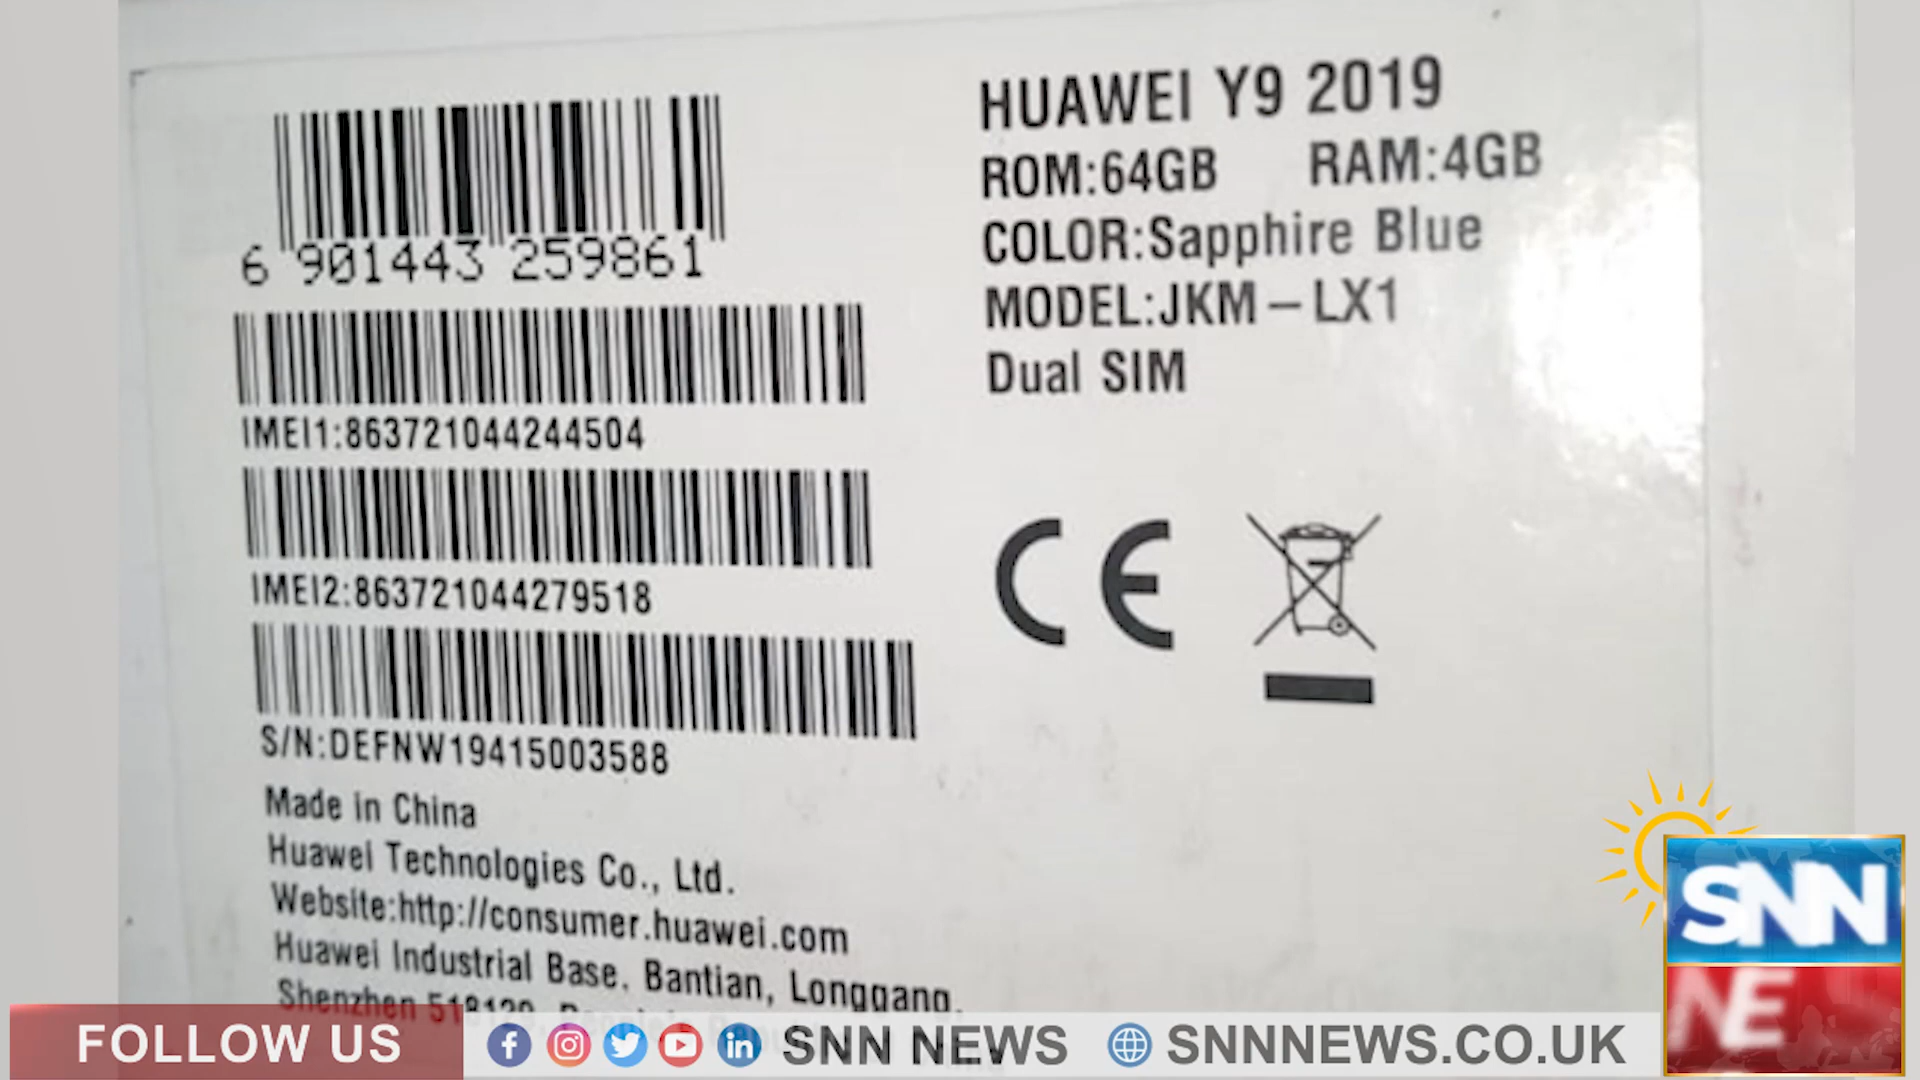 HUAWEI Y9 2019
ROM:64GB RAM:4GB
COLOR:Sapphire Blue
MODEL:JKM-LX1
Dual SIM
6 901443 259861
IMEI1:863721044244504
IMEI2:863721044279518
S/N:DEFNW19415003588
Made in China
Huawei Technologies Co., Ltd.
Website:http://consumer.huawei.com
Huawei Industrial Base, Bantian, Longgang,
Shenzhen 518129,
CE
FOLLOW US
SNN NEWS
SNNNEWS.CO.UK
SNN
NE